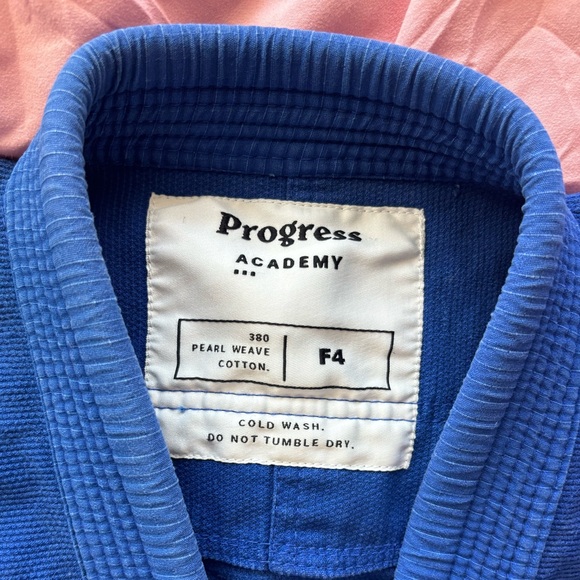 Progress
ACADEMY
380
PEARL WEAVE
COTTON.
F4
COLD WASH.
DO NOT TUMBLE DRY.